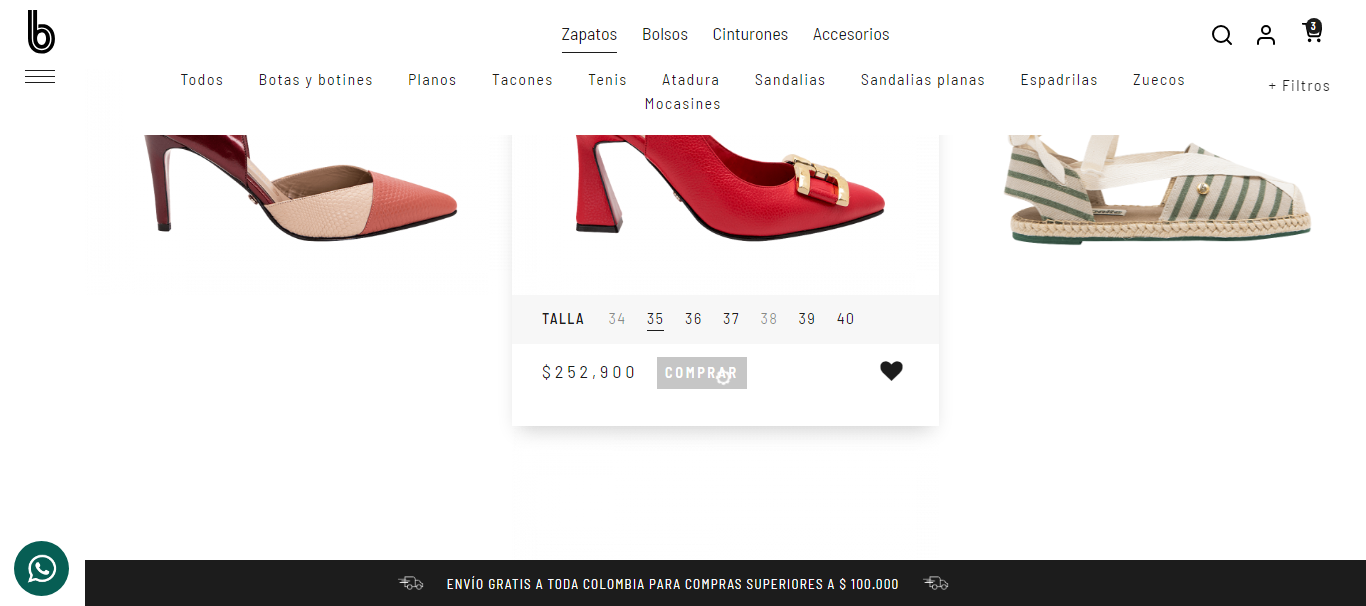 b
Zapatos Bolsos Cinturones Accesorios
3
Todos Botas y botines Planos Tacones Tenis Atadura Sandalias Sandalias planas Espadrilas Zuecos
Mocasines
+ Filtros
TALLA 34 35 36 37 38 39 40
$252,900 COMPRAR
ENVÍO GRATIS A TODA COLOMBIA PARA COMPRAS SUPERIORES A $ 100.000